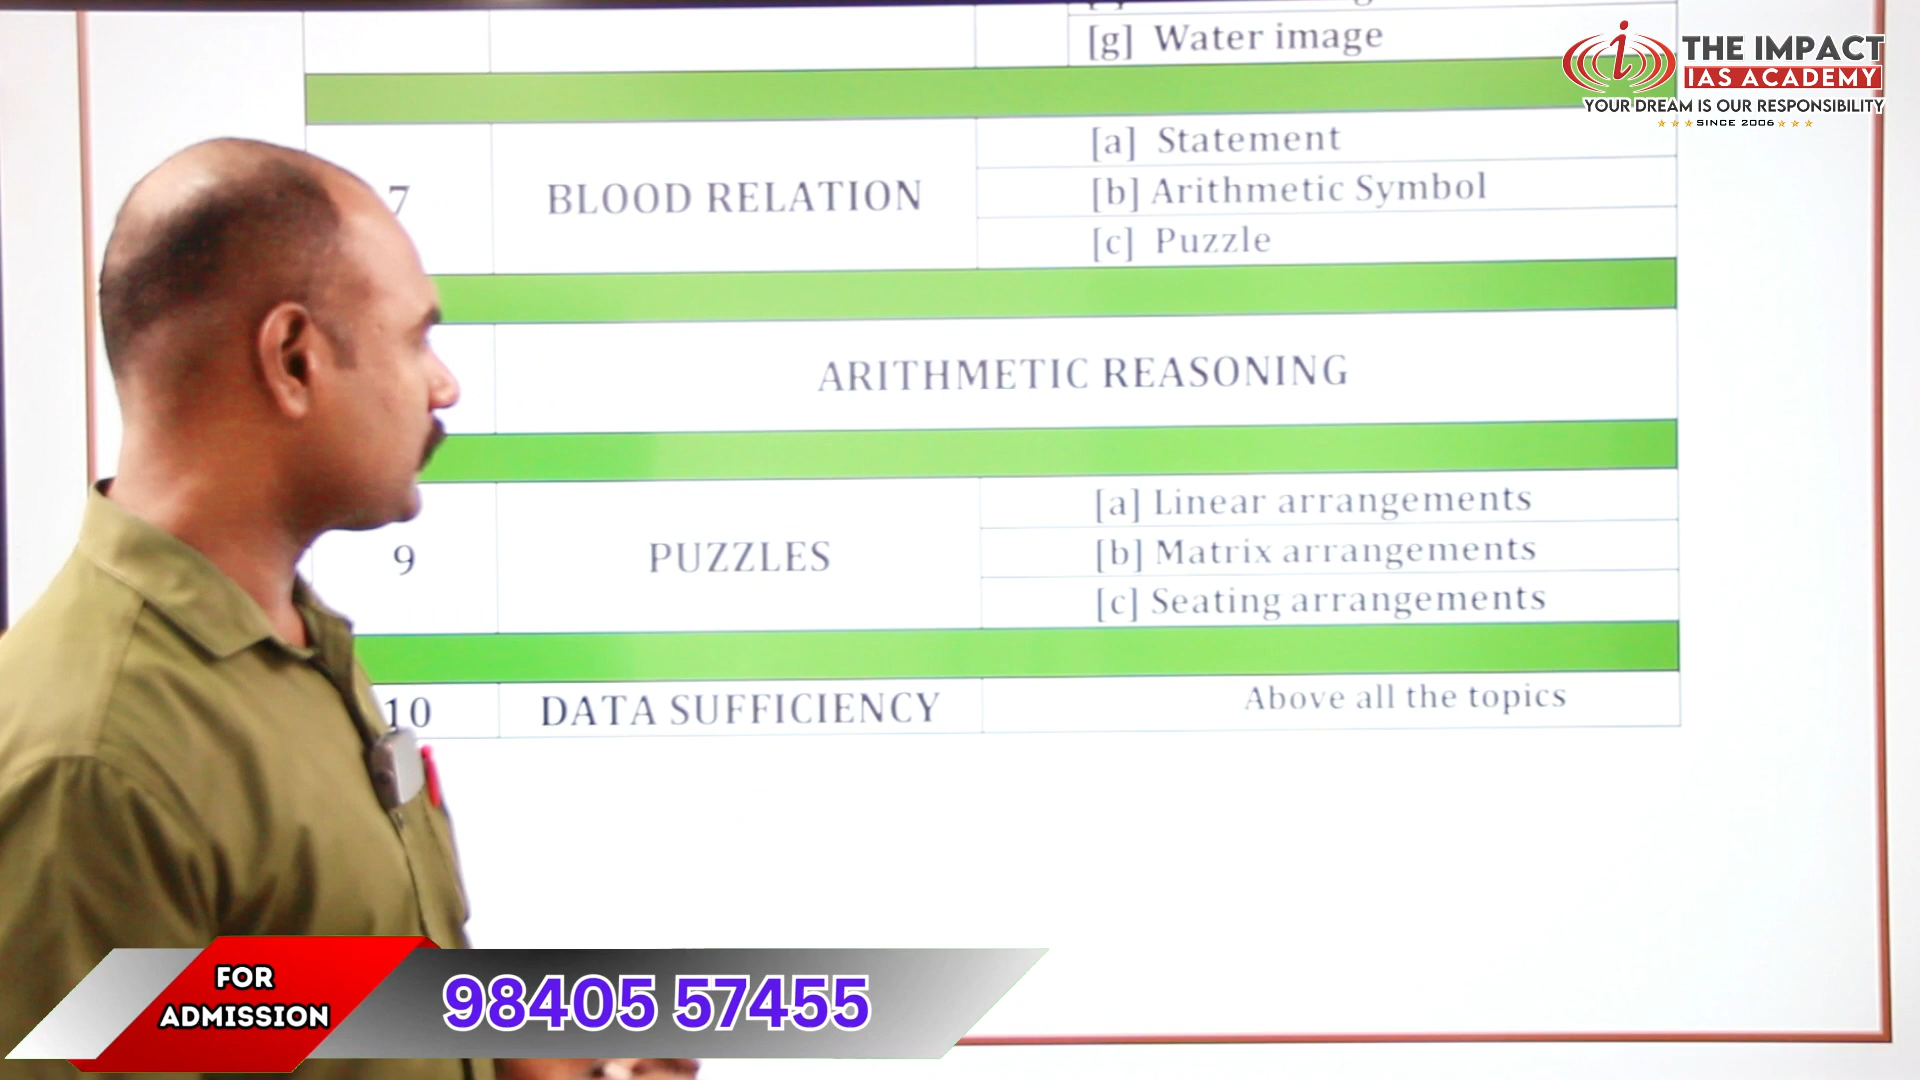 [g] Water image
THE IMPACT
IAS ACADEMY
YOUR DREAM IS OUR RESPONSIBILITY
SINCE 2006
7
BLOOD RELATION
[a] Statement
[b] Arithmetic Symbol
[c] Puzzle
ARITHMETIC REASONING
9
PUZZLES
[a] Linear arrangements
[b] Matrix arrangements
[c] Seating arrangements
10
DATA SUFFICIENCY
Above all the topics
FOR
ADMISSION
98405 57455